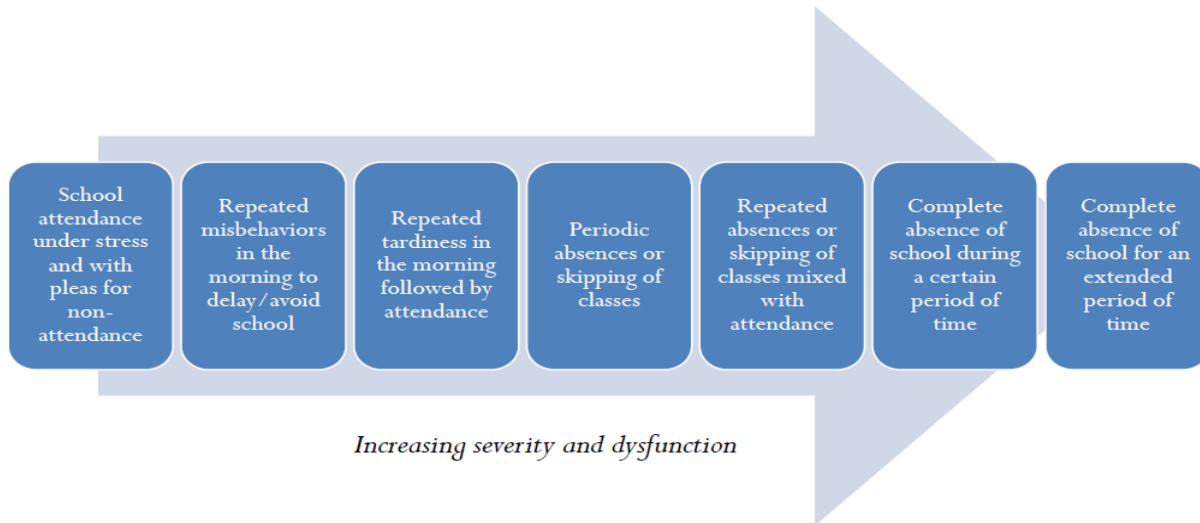 School
attendance
under stress
and with
pleas for
non-
attendance
Repeated
misbehaviors
in the
morning to
delay/avoid
school
Repeated
tardiness in
the morning
followed by
attendance
Periodic
absences or
skipping of
classes
Repeated
absences or
skipping of
classes mixed
with
attendance
Complete
absence of
school during
a certain
period of
time
Complete
absence of
school for an
extended
period of
time
Increasing severity and dysfunction